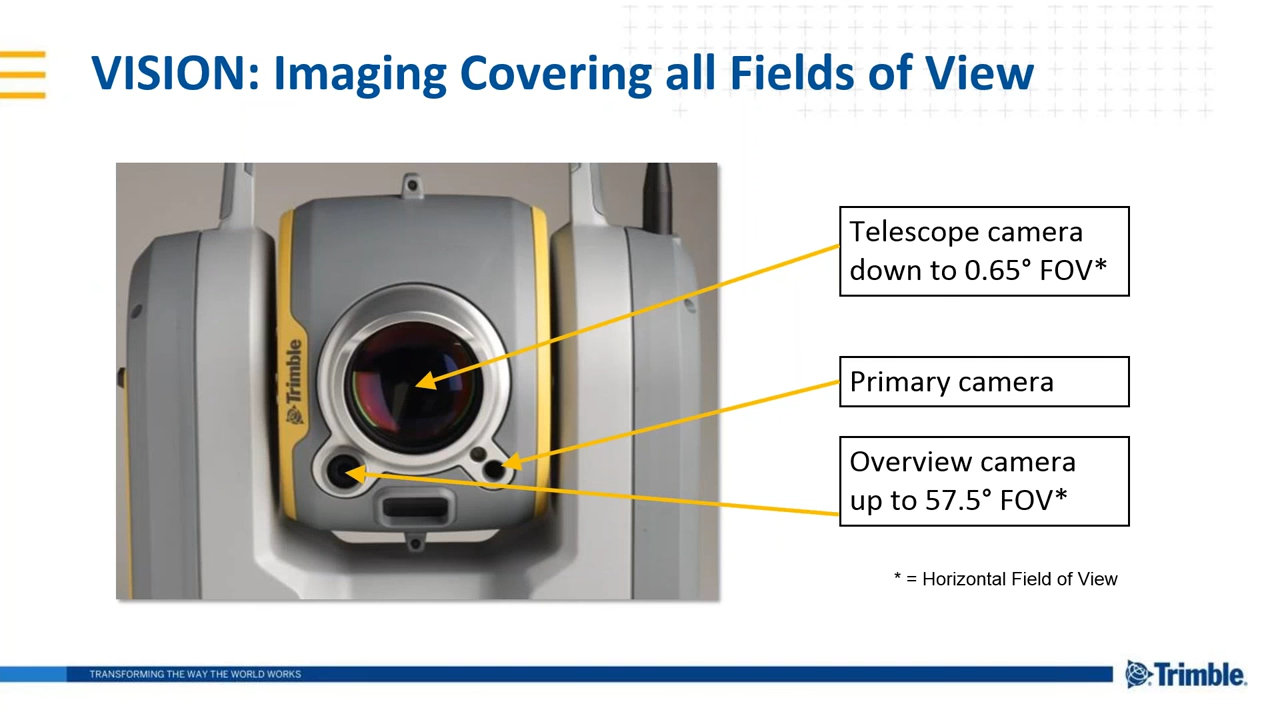 VISION: Imaging Covering all Fields of View
Trimble
Telescope camera
down to 0.65° FOV*
Primary camera
Overview camera
up to 57.5° FOV*
* = Horizontal Field of View
TRANSFORMING THE WAY THE WORLD WORKS
Trimble.